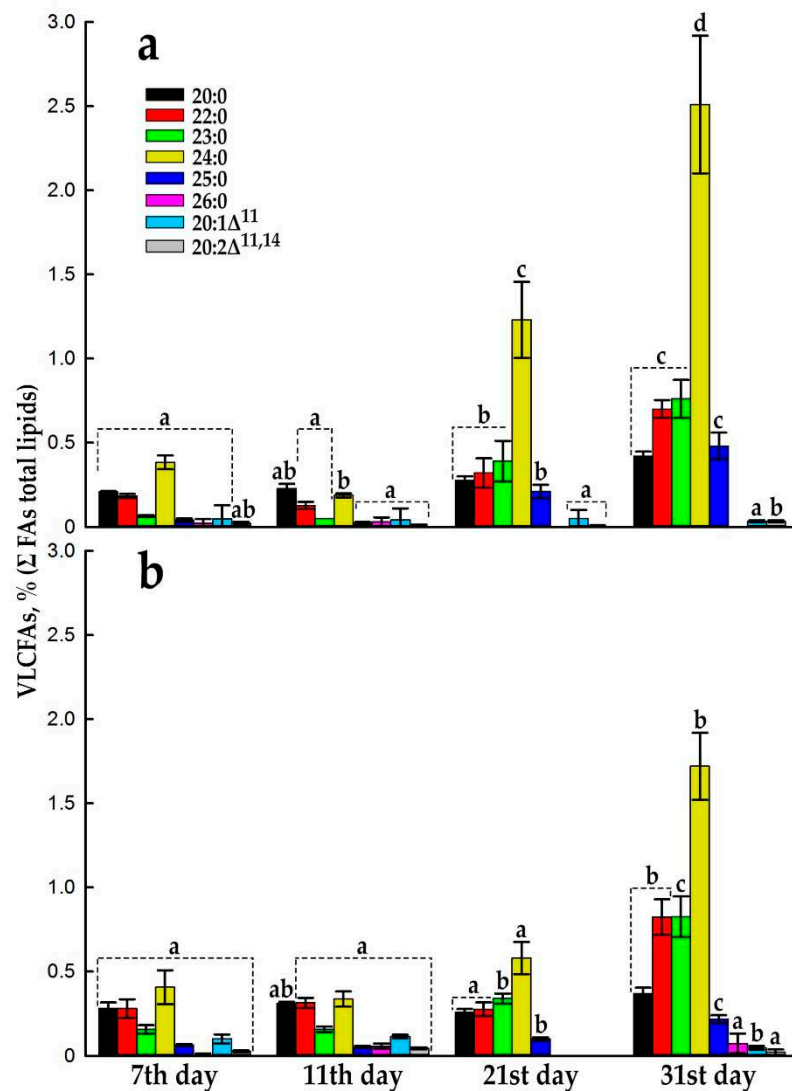 3.0
a
d
20:0
22:0
23:0
24:0
25:0
26:0
20:1Δ¹¹
20:2Δ¹¹,¹⁴
2.5
2.0
1.5
c
1.0
c
a
b
c
0.5
a
ab
b
b
ab
a
a
a b
0
VLCFAs, % (Σ FAs total lipids)
3.0
b
2.5
2.0
b
1.5
1.0
b
c
a
a
a
0.5
ab
a
b
b
c
a
b
a
0
7th day
11th day
21st day
31st day